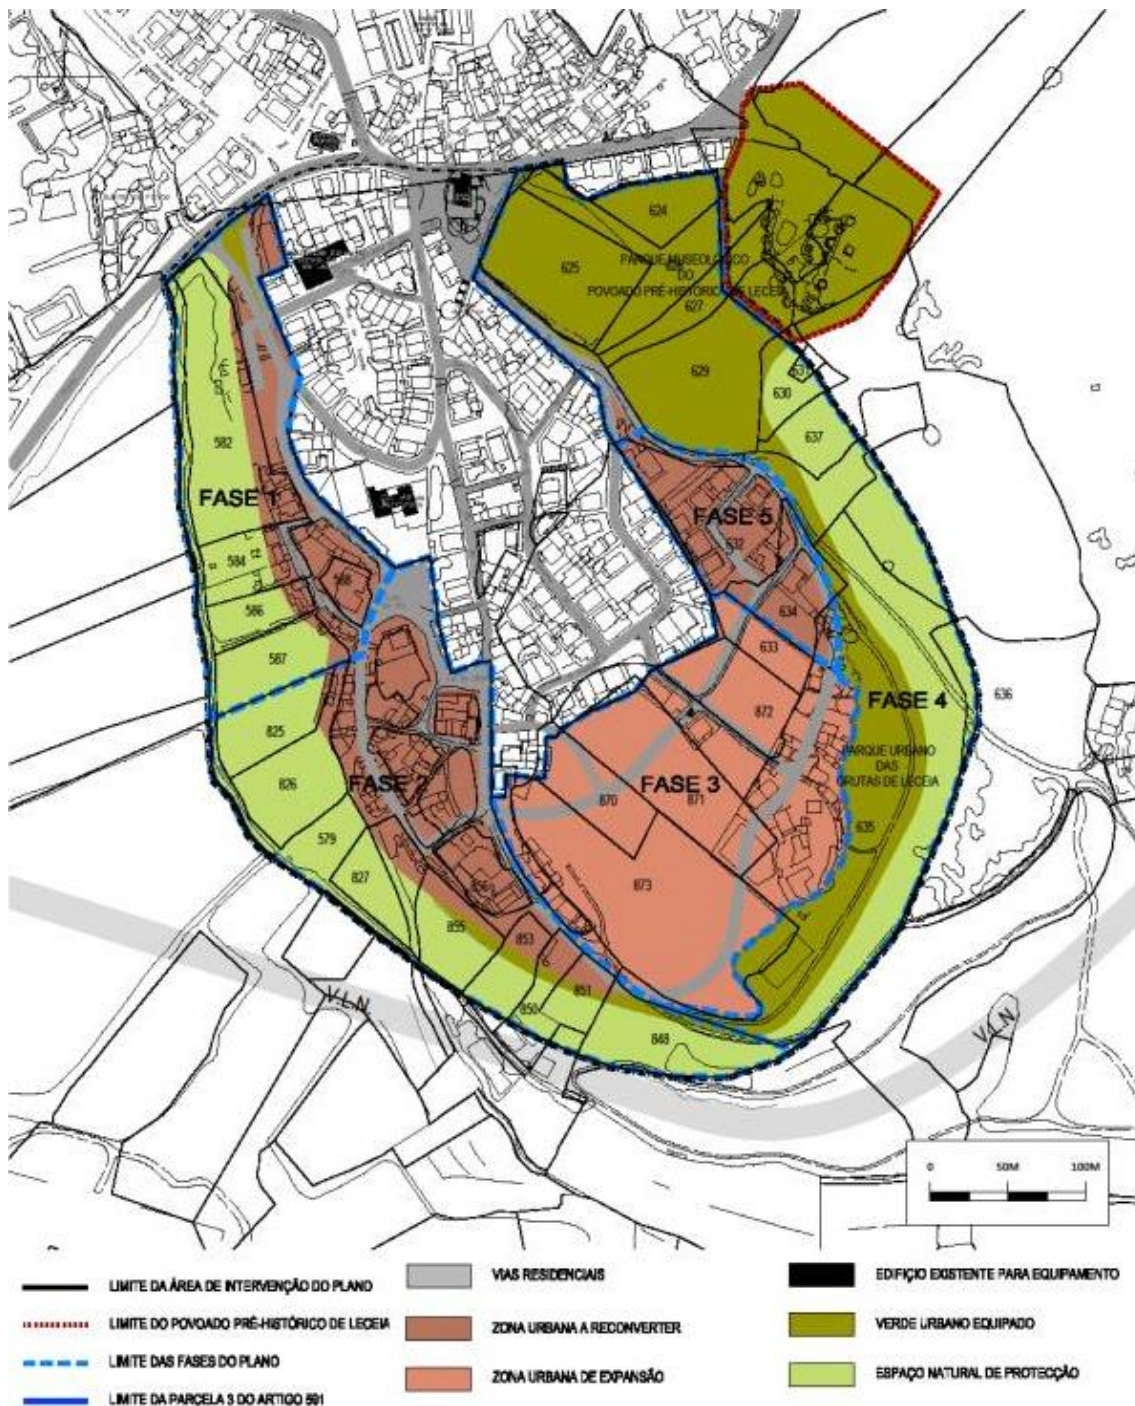 624
625
PARQUE MUSEOLÓGICO
DO
POVOADO PRÉ-HISTÓRICO DE LECEIA
627
629
630
637
582
FASE 1
FASE 5
632
584
568
586
634
587
633
636
FASE 4
825
872
PARQUE URBANO
DAS
GRUTAS DE LECEIA
826
FASE 2
FASE 3
870
871
635
579
827
873
856
855
853
851
850
848
V.L.N.
V.L.N.
0 50M 100M
LIMITE DA ÁREA DE INTERVENÇÃO DO PLANO
LIMITE DO POVOADO PRÉ-HISTÓRICO DE LECEIA
LIMITE DAS FASES DO PLANO
LIMITE DA PARCELA 3 DO ARTIGO 591
VIAS RESIDENCIAIS
ZONA URBANA A RECONVERTER
ZONA URBANA DE EXPANSÃO
EDIFÍCIO EXISTENTE PARA EQUIPAMENTO
VERDE URBANO EQUIPADO
ESPAÇO NATURAL DE PROTECÇÃO